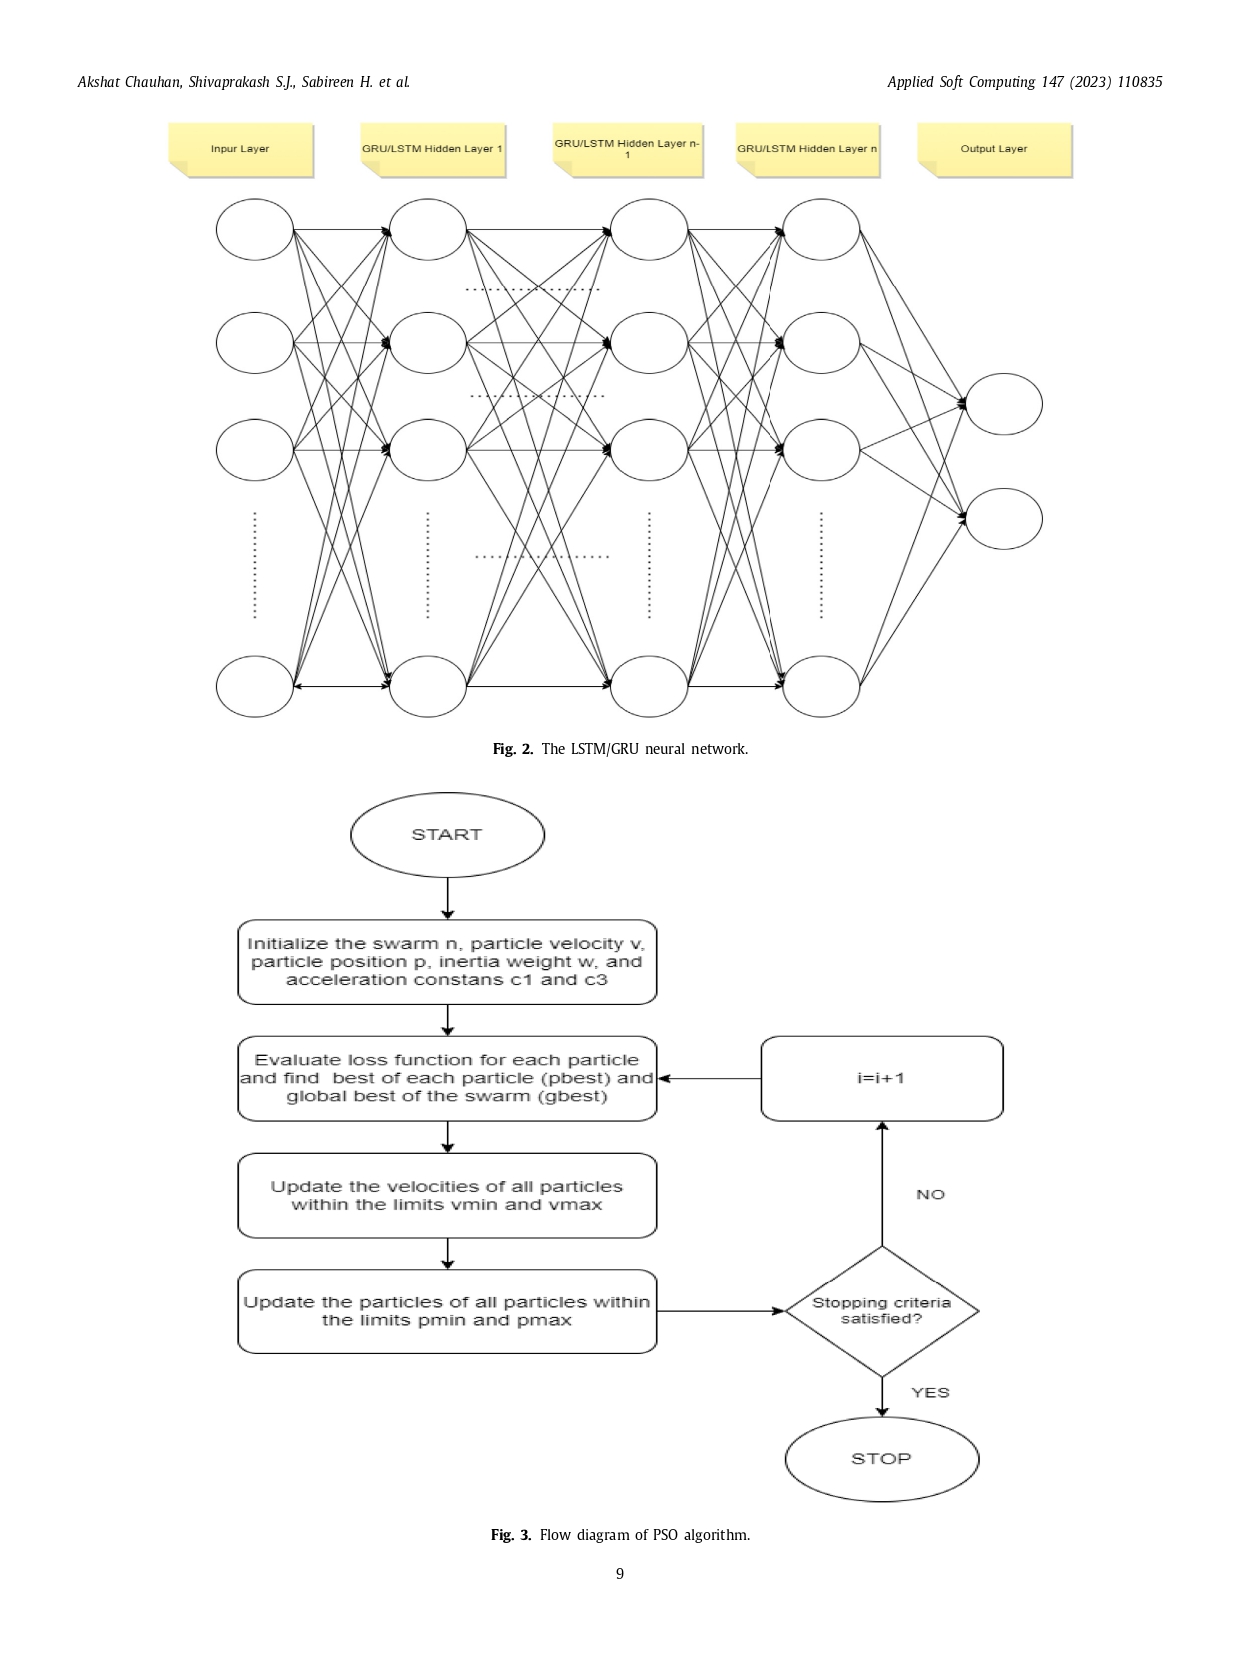 Akshat Chauhan, Shivaprakash S.J., Sabireen H. et al.
Applied Soft Computing 147 (2023) 110835
Inpur Layer
GRU/LSTM Hidden Layer 1
GRU/LSTM Hidden Layer n-
1
GRU/LSTM Hidden Layer n
Output Layer
Fig. 2. The LSTM/GRU neural network.
START
Initialize the swarm n, particle velocity v,
particle position p, inertia weight w, and
acceleration constans c1 and c3
Evaluate loss function for each particle
and find best of each particle (pbest) and
global best of the swarm (gbest)
i=i+1
Update the velocities of all particles
within the limits vmin and vmax
NO
Update the particles of all particles within
the limits pmin and pmax
Stopping criteria
satisfied?
YES
STOP
Fig. 3. Flow diagram of PSO algorithm.
9